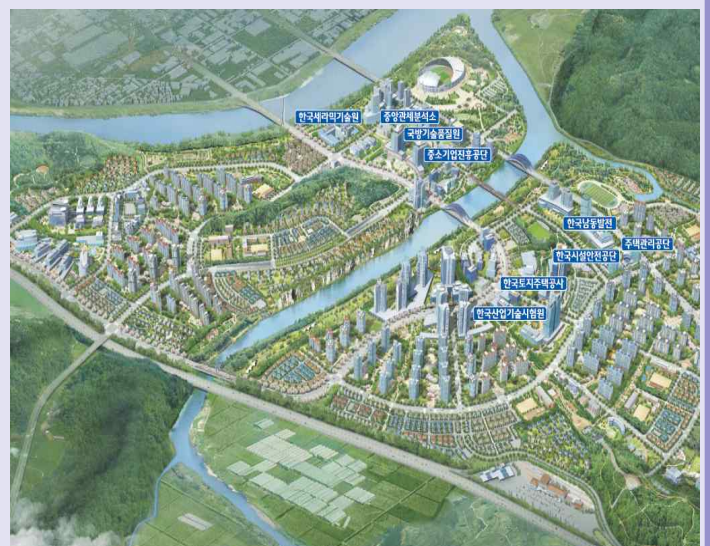 한국세라믹기술원
중앙관세분석소
국방기술품질원
중소기업진흥공단
한국남동발전
주택관리공단
한국시설안전공단
한국토지주택공사
한국산업기술시험원